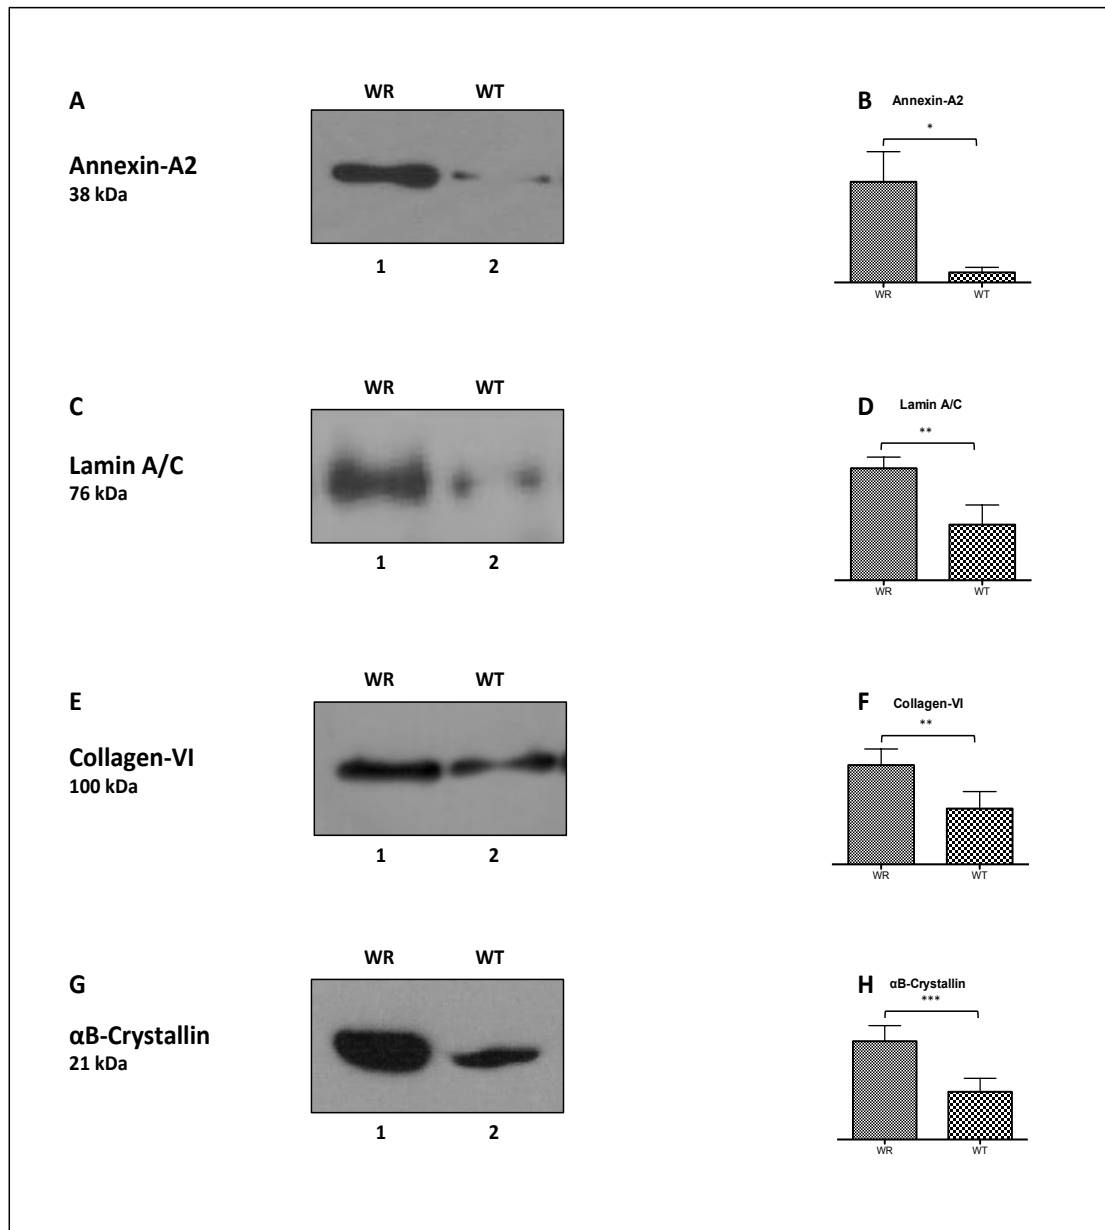 WR WT
A
Annexin-A2
38 kDa
1 2
B Annexin-A2
*
WR WT
WR WT
C
Lamin A/C
76 kDa
1 2
D Lamin A/C
**
WR WT
WR WT
E
Collagen-VI
100 kDa
1 2
F Collagen-VI
**
WR WT
WR WT
G
αB-Crystallin
21 kDa
1 2
H αB-Crystallin
***
WR WT